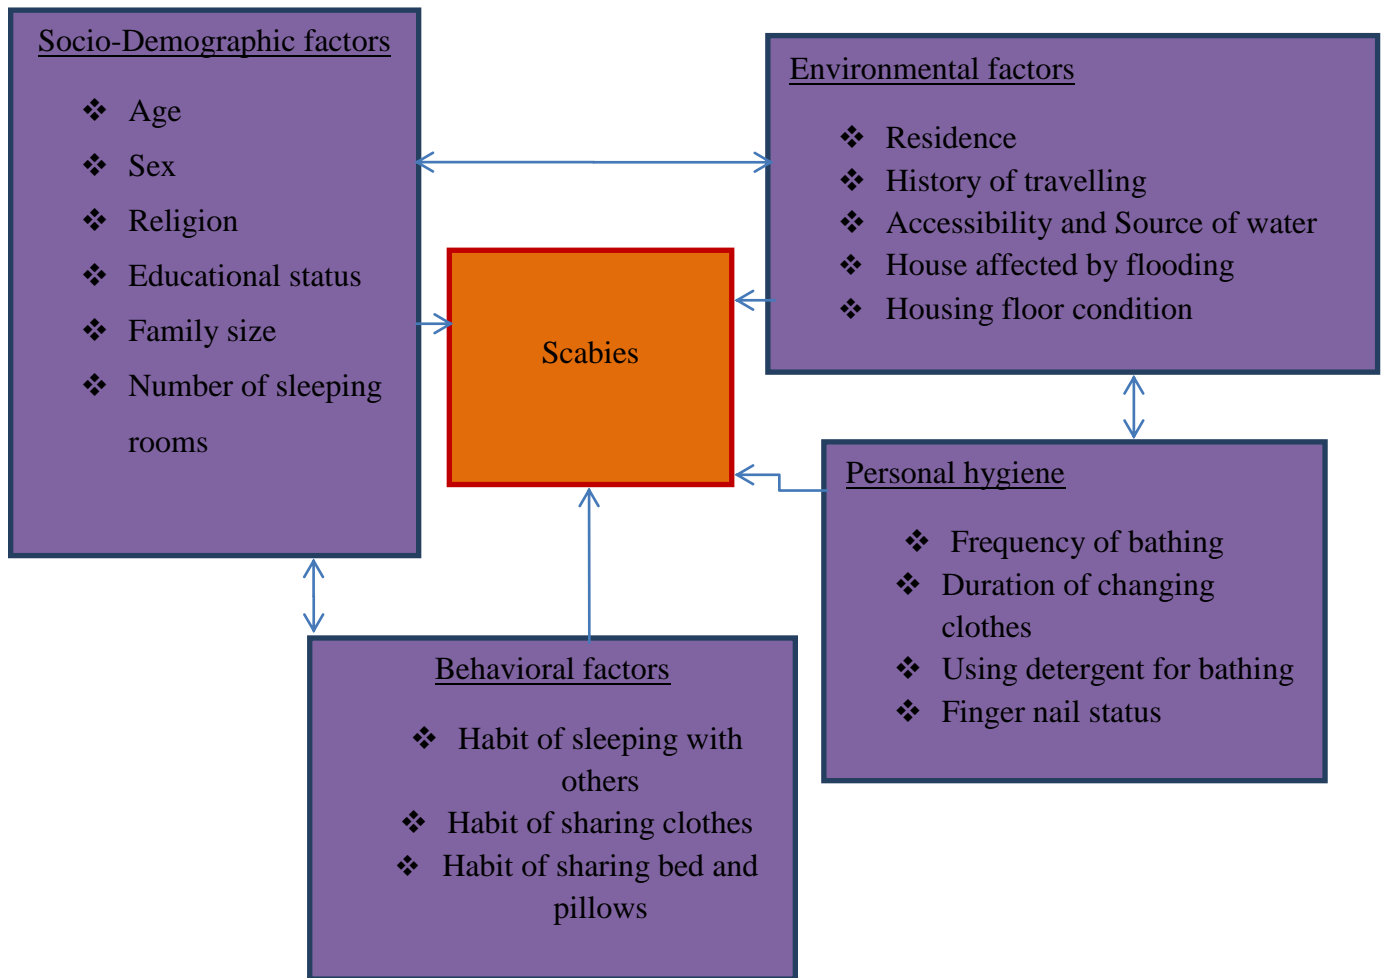 Socio-Demographic factors
❖ Age
❖ Sex
❖ Religion
❖ Educational status
❖ Family size
❖ Number of sleeping
rooms
Environmental factors
❖ Residence
❖ History of travelling
❖ Accessibility and Source of water
❖ House affected by flooding
❖ Housing floor condition
Scabies
Personal hygiene
❖ Frequency of bathing
❖ Duration of changing
clothes
❖ Using detergent for bathing
❖ Finger nail status
Behavioral factors
❖ Habit of sleeping with
others
❖ Habit of sharing clothes
❖ Habit of sharing bed and
pillows